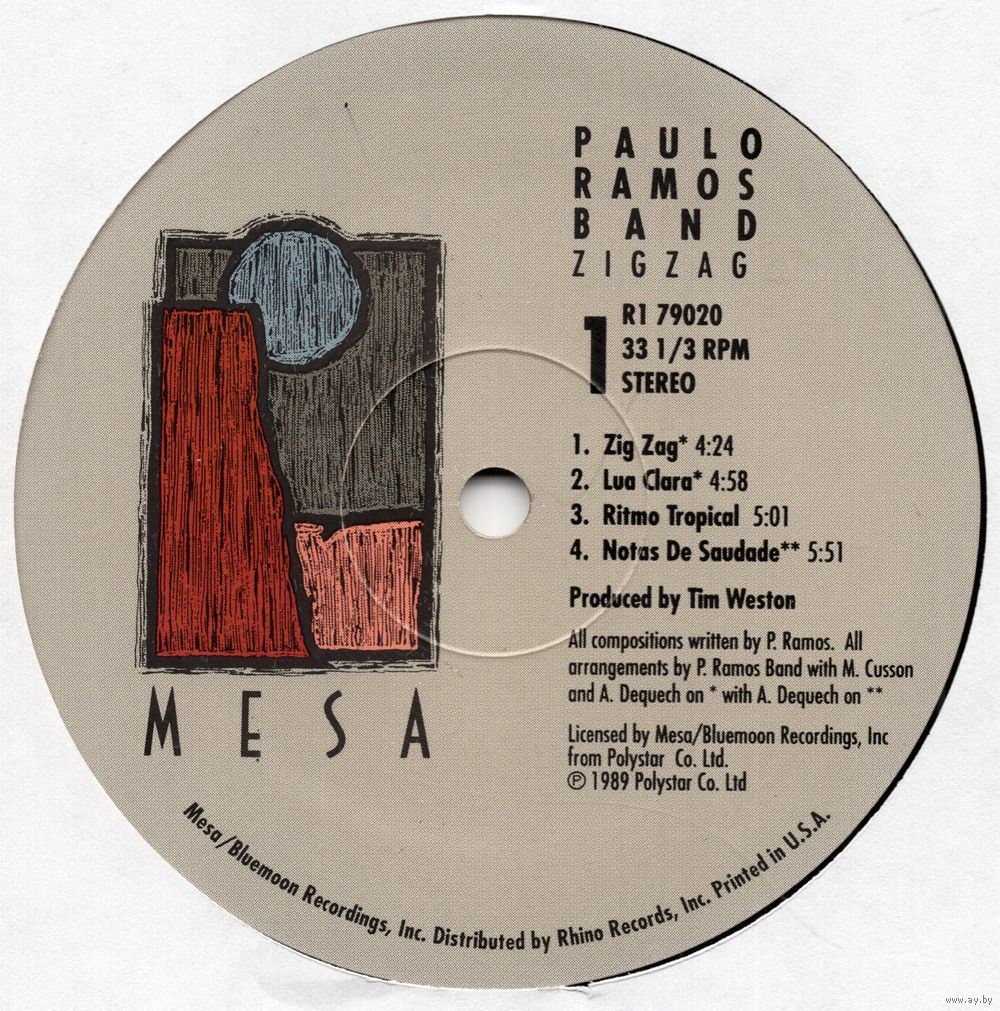 PAULO
RAMOS
BAND
ZIGZAG
1
R1 79020
33 1/3 RPM
STEREO
1. Zig Zag* 4:24
2. Lua Clara* 4:58
3. Ritmo Tropical 5:01
4. Notas De Saudade** 5:51
Produced by Tim Weston
All compositions written by P. Ramos. All
arrangements by P. Ramos Band with M. Cusson
and A. Dequech on * with A. Dequech on **
Licensed by Mesa/Bluemoon Recordings, Inc
from Polystar Co. Ltd.
℗ 1989 Polystar Co. Ltd
MESA
Mesa/Bluemoon Recordings, Inc. Distributed by Rhino Records, Inc. Printed in U.S.A.
www.ay.by